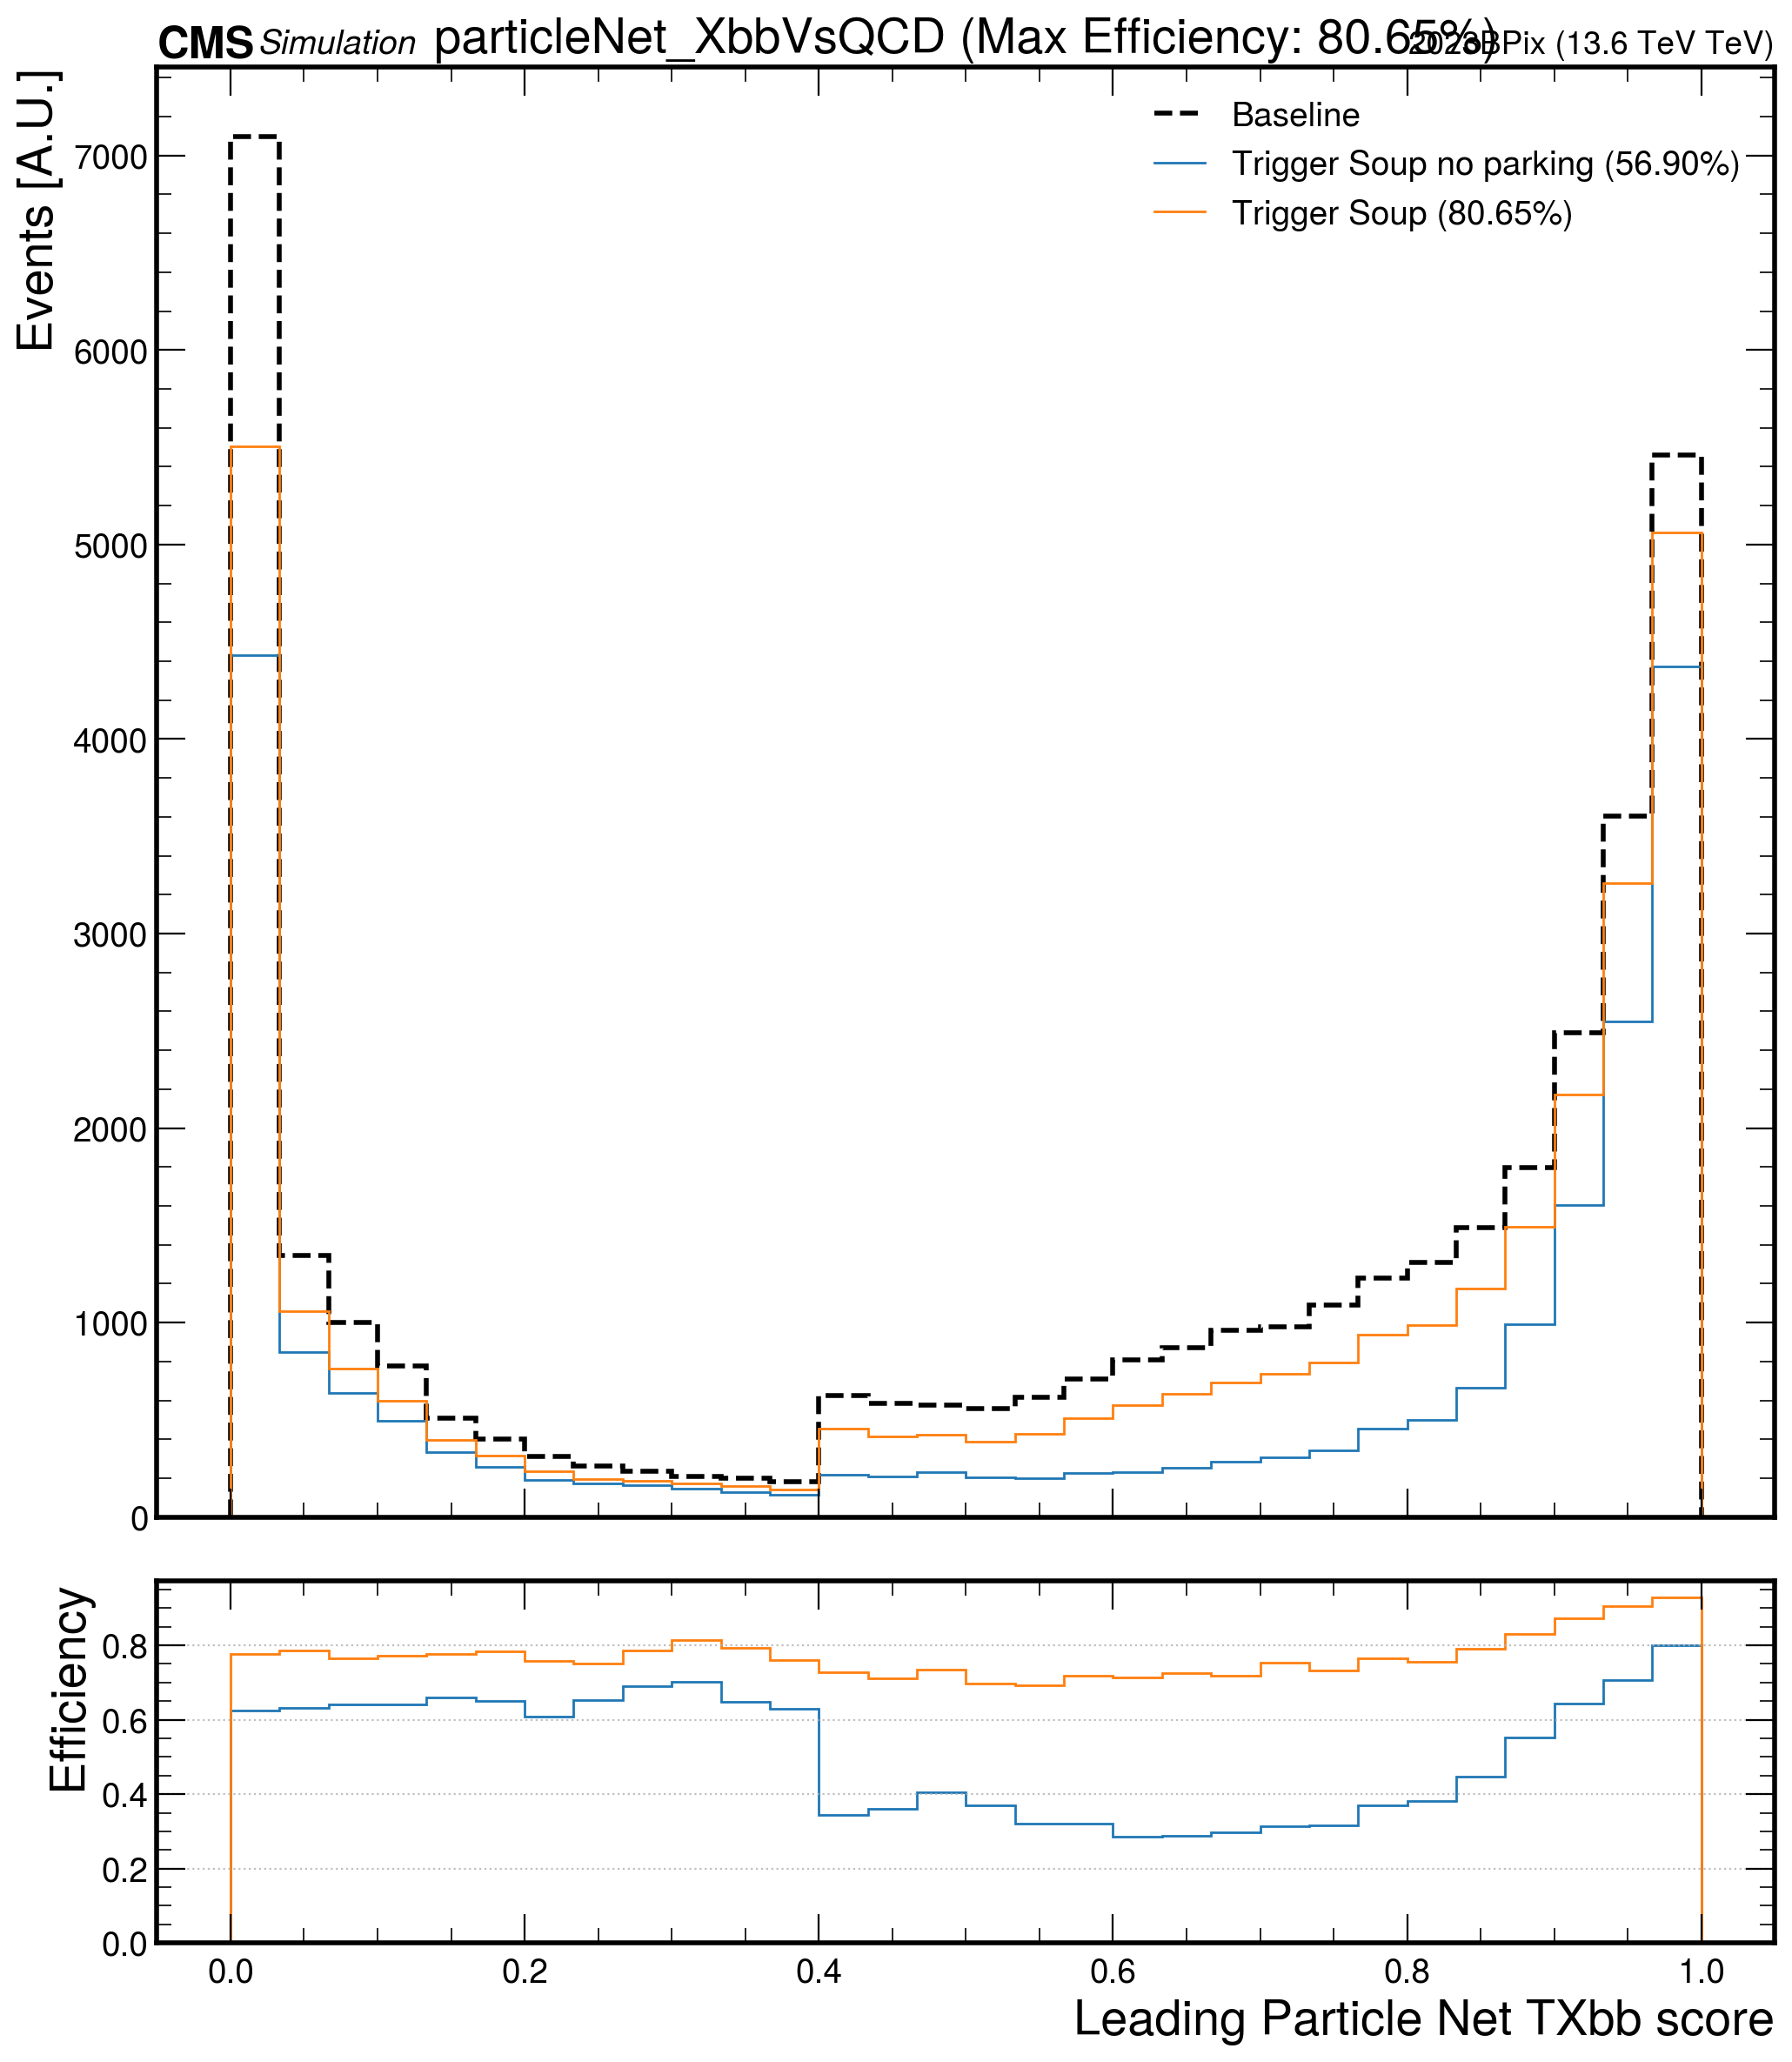 CMS Simulation particleNet_XbbVsQCD (Max Efficiency: 80.65%) 2023BPix (13.6 TeV TeV)
Events [A.U.]
Baseline
Trigger Soup no parking (56.90%)
Trigger Soup (80.65%)
7000
6000
5000
4000
3000
2000
1000
0
Efficiency
0.8
0.6
0.4
0.2
0.0
0.0 0.2 0.4 0.6 0.8 1.0
Leading Particle Net TXbb score